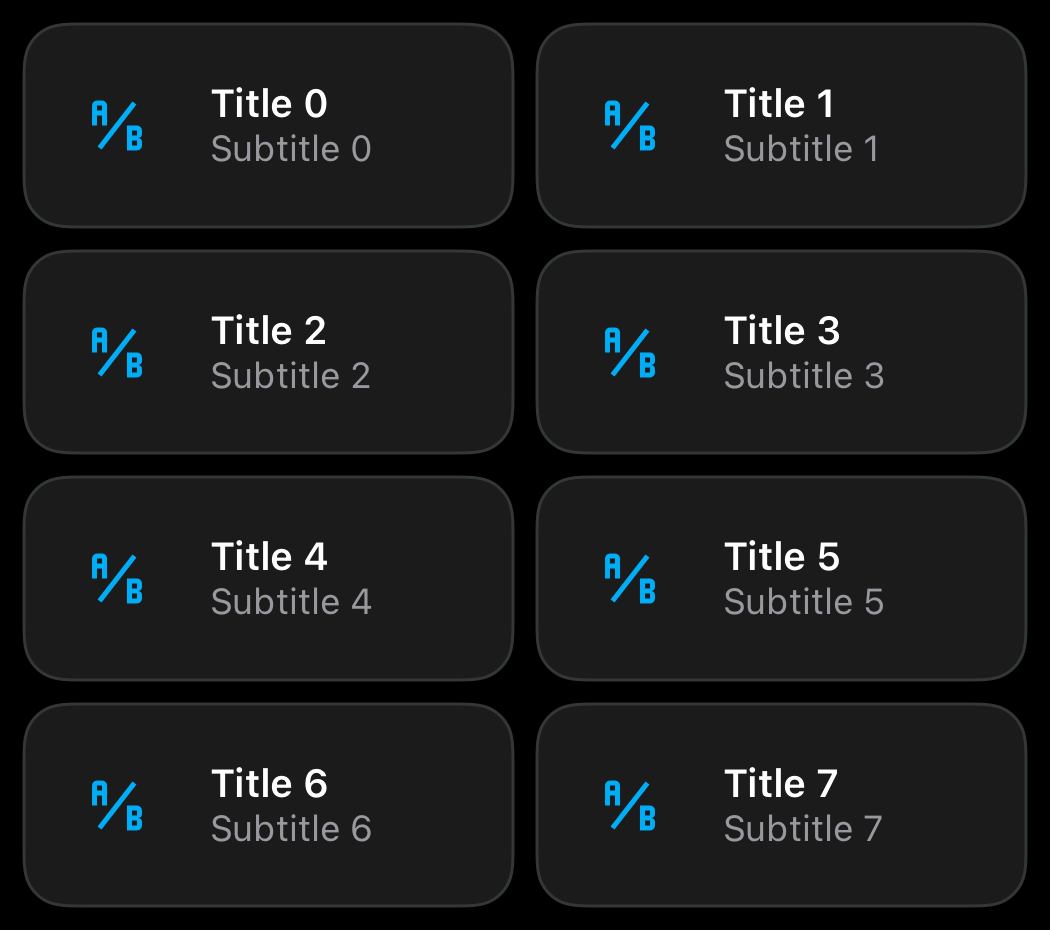 A/B
Title 0
Subtitle 0
A/B
Title 1
Subtitle 1
A/B
Title 2
Subtitle 2
A/B
Title 3
Subtitle 3
A/B
Title 4
Subtitle 4
A/B
Title 5
Subtitle 5
A/B
Title 6
Subtitle 6
A/B
Title 7
Subtitle 7